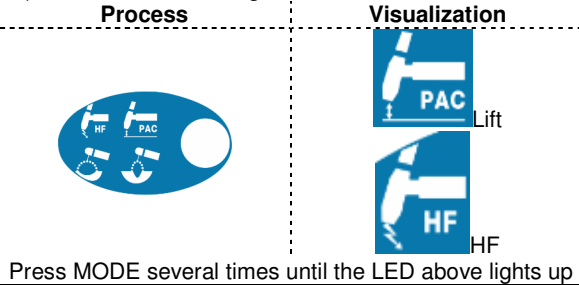 Process Visualization
HF PAC
PAC
Lift
HF
HF
Press MODE several times until the LED above lights up